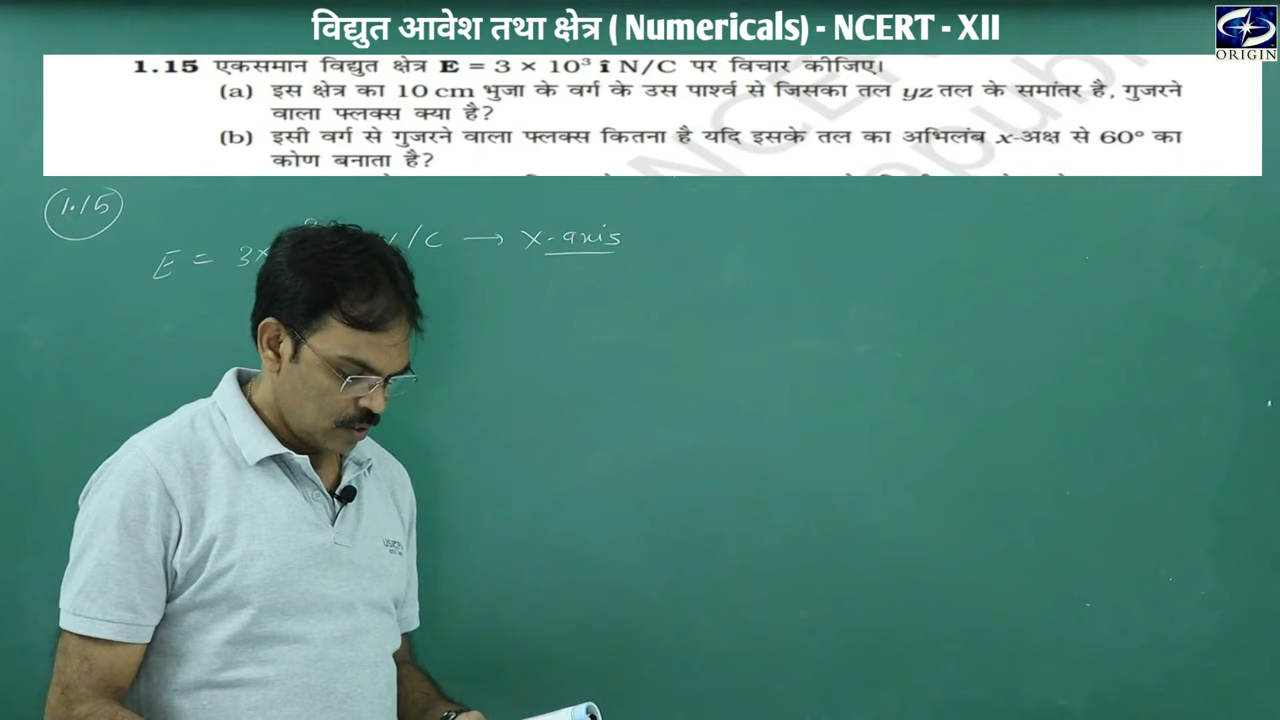 विद्युत आवेश तथा क्षेत्र ( Numericals) - NCERT - XII
ORIGIN
1.15 एकसमान विद्युत क्षेत्र E = 3 × 10³ î N/C पर विचार कीजिए।
(a) इस क्षेत्र का 10 cm भुजा के वर्ग के उस पार्श्व से जिसका तल yz तल के समांतर है, गुजरने
वाला फ्लक्स क्या है?
(b) इसी वर्ग से गुजरने वाला फ्लक्स कितना है यदि इसके तल का अभिलंब x-अक्ष से 60° का
कोण बनाता है?
1.15
E = 3× /C → X-axis